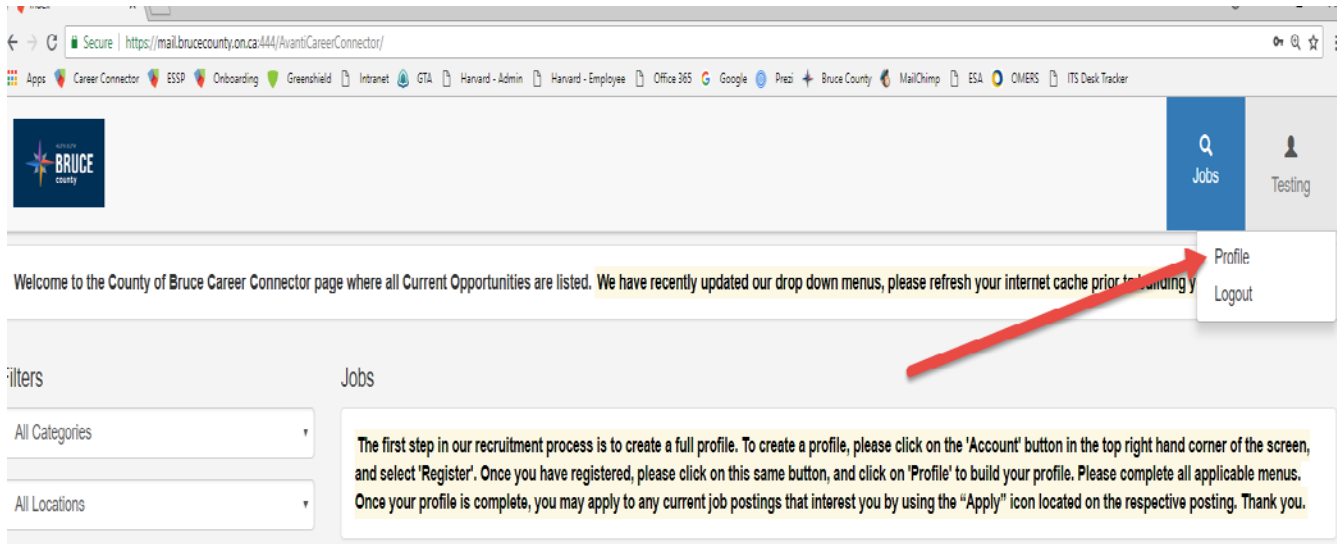 Secure | https://mail.brucecounty.on.ca:444/AvantiCareerConnector/
Apps Career Connector ESSP Onboarding Greenshield Intranet GTA Harvard - Admin Harvard - Employee Office 365 Google Prezi Bruce County MailChimp ESA OMERS ITS Desk Tracker
BRUCE
county
Jobs
Testing
Profile
Logout
Welcome to the County of Bruce Career Connector page where all Current Opportunities are listed. We have recently updated our drop down menus, please refresh your internet cache prior to building y
Filters
Jobs
All Categories
All Locations
The first step in our recruitment process is to create a full profile. To create a profile, please click on the 'Account' button in the top right hand corner of the screen,
and select 'Register'. Once you have registered, please click on this same button, and click on 'Profile' to build your profile. Please complete all applicable menus.
Once your profile is complete, you may apply to any current job postings that interest you by using the “Apply” icon located on the respective posting. Thank you.